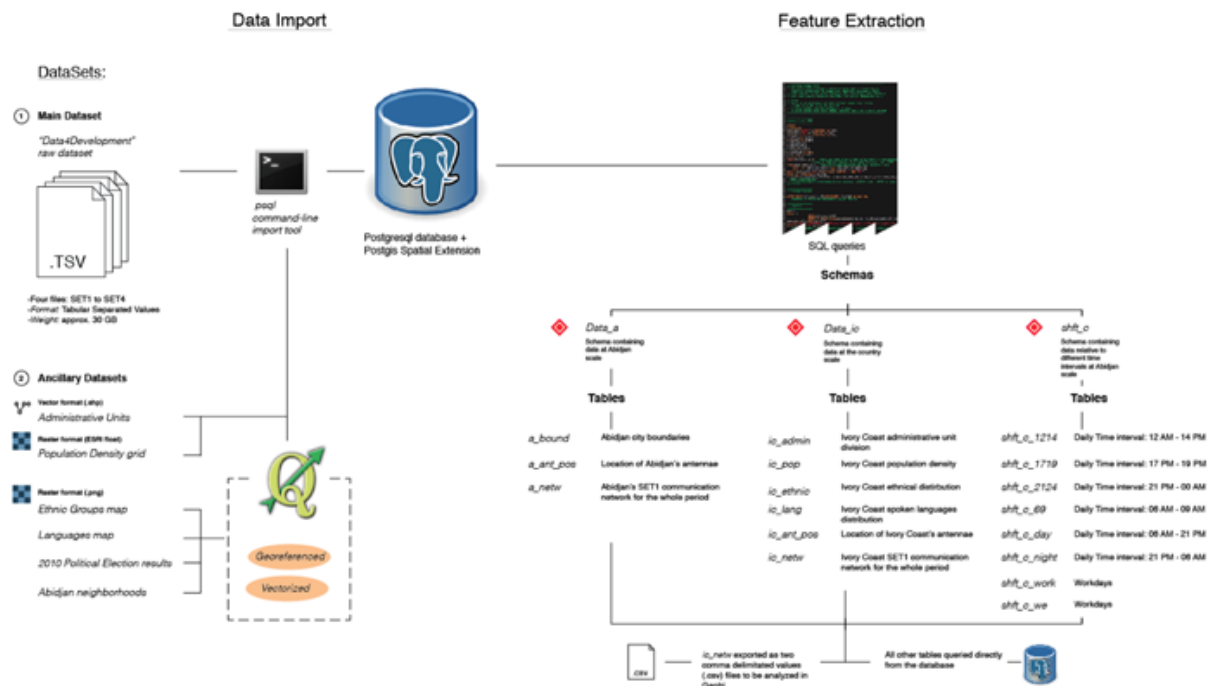 Data Import
Feature Extraction
DataSets:
1 Main Dataset
"Data4Development"
raw dataset
.TSV
-Four files: SET1 to SET4
-Format: Tabular Separated Values
-Weight: approx. 30 GB
>_
psql
command-line
import tool
Postgresql database +
Postgis Spatial Extension
SQL queries
Schemas
Data_a
Schema containing
data at Abidjan
scale
Data_ic
Schema containing
data at the country
scale
shft_c
Schema containing
data relative to
different time
intervals at Abidjan
scale
2 Ancillary Datasets
Vector format (.shp)
Administrative Units
Raster format (ESRI float)
Population Density grid
Raster format (.png)
Ethnic Groups map
Languages map
2010 Political Election results
Abidjan neighborhoods
Georeferenced
Vectorized
Tables
a_bound Abidjan city boundaries
a_ant_pos Location of Abidjan's antennae
a_netw Abidjan's SET1 communication
network for the whole period
Tables
ic_admin Ivory Coast administrative unit
division
ic_pop Ivory Coast population density
ic_ethnic Ivory Coast ethnical distirbution
ic_lang Ivory Coast spoken languages
distribution
ic_ant_pos Location of Ivory Coast's antennae
ic_netw Ivory Coast SET1 communication
network for the whole period
Tables
shft_c_1214 Daily Time interval: 12 AM - 14 PM
shft_c_1719 Daily Time interval: 17 PM - 19 PM
shft_c_2124 Daily Time interval: 21 PM - 00 AM
shft_c_69 Daily Time interval: 06 AM - 09 AM
shft_c_day Daily Time interval: 06 AM - 21 PM
shft_c_night Daily Time interval: 21 PM - 06 AM
shft_c_work Workdays
shft_c_we Workdays
.csv
ic_netw exported as two
comma delimitated values
(.csv) files to be analyzed in
All other tables queried directly
from the database